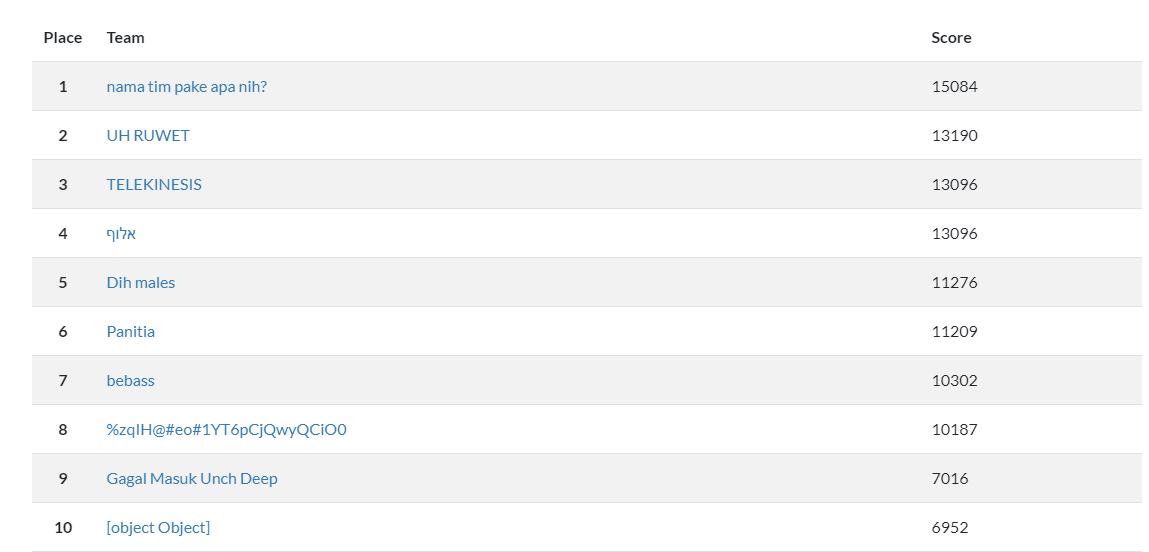 Place Team Score
1 nama tim pake apa nih? 15084
2 UH RUWET 13190
3 TELEKINESIS 13096
4 אלוף 13096
5 Dih males 11276
6 Panitia 11209
7 bebass 10302
8 %zqIH@#eo#1YT6pCjQwyQCiO0 10187
9 Gagal Masuk Unch Deep 7016
10 [object Object] 6952